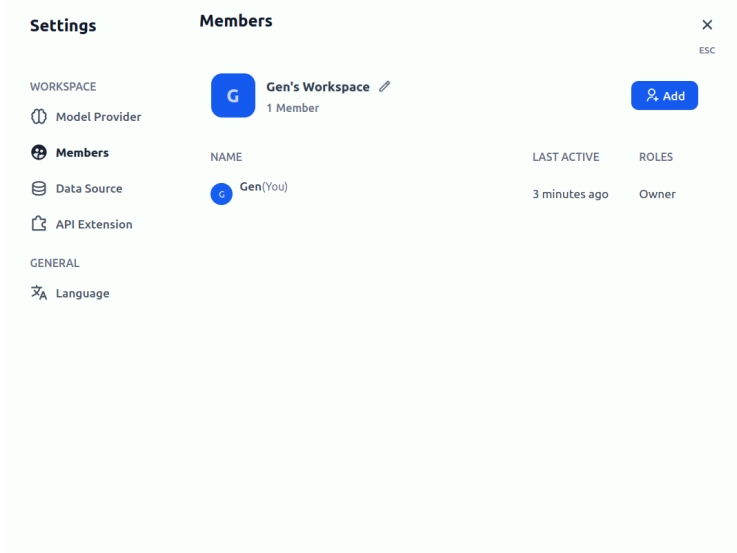 Settings
Members
ESC
WORKSPACE
Model Provider
Members
Data Source
API Extension
GENERAL
Language
G
Gen's Workspace
1 Member
Add
NAME
LAST ACTIVE
ROLES
G
Gen(You)
3 minutes ago
Owner